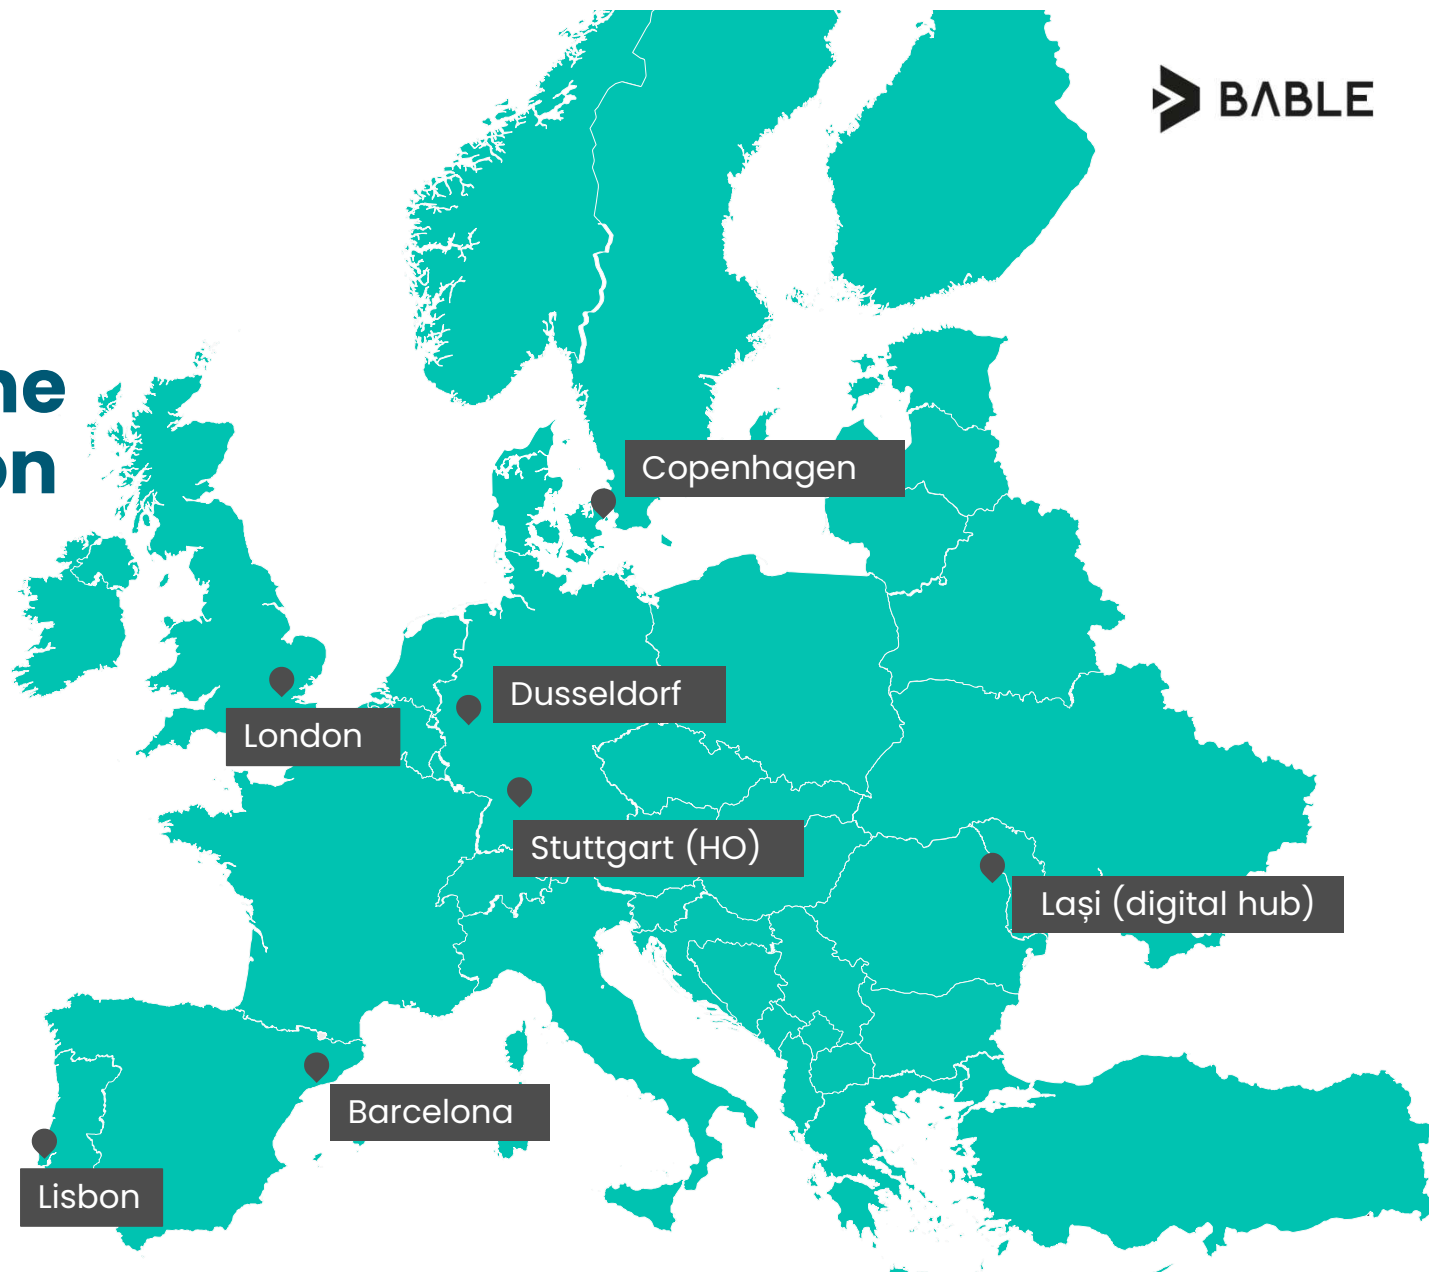 BABLE
ne
on
Copenhagen
Dusseldorf
London
Stuttgart (HO)
Lași (digital hub)
Barcelona
Lisbon